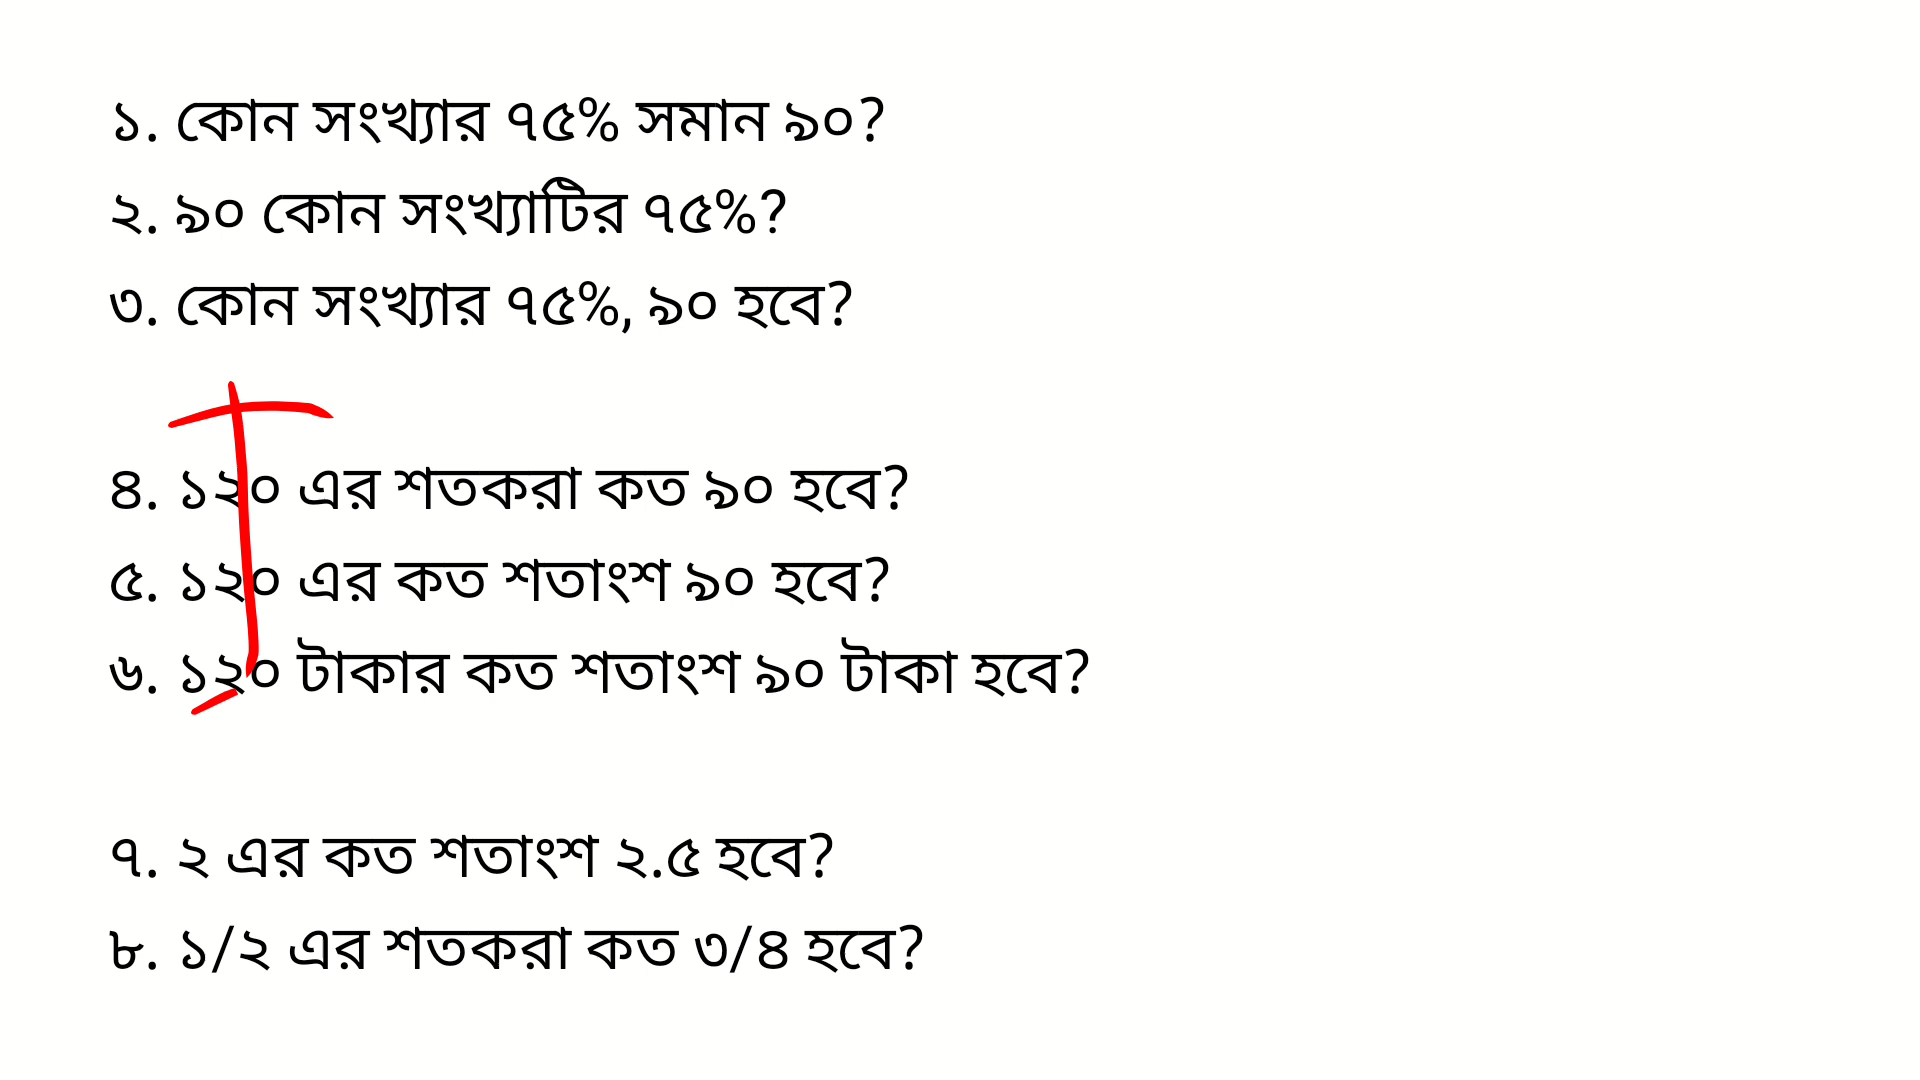 ১. কোন সংখ্যার ৭৫% সমান ৯০?
২. ৯০ কোন সংখ্যাটির ৭৫%?
৩. কোন সংখ্যার ৭৫%, ৯০ হবে?
৪. ১২০ এর শতকরা কত ৯০ হবে?
৫. ১২০ এর কত শতাংশ ৯০ হবে?
৬. ১২০ টাকার কত শতাংশ ৯০ টাকা হবে?
৭. ২ এর কত শতাংশ ২.৫ হবে?
৮. ১/২ এর শতকরা কত ৩/৪ হবে?